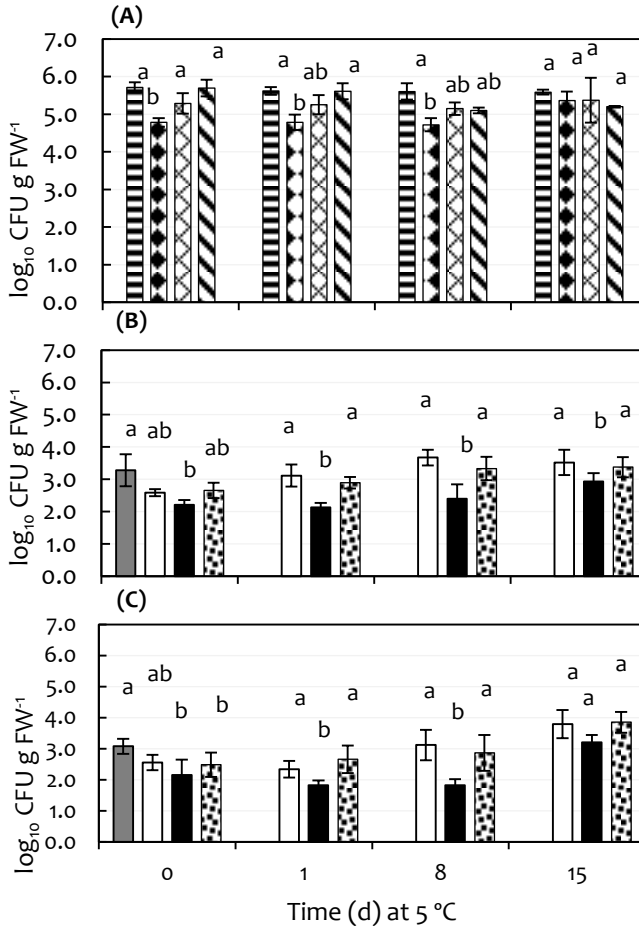 (A)
log₁₀ CFU g FW⁻¹
7.0
6.0
5.0
4.0
3.0
2.0
1.0
0.0
a b a a a b ab a a b ab ab a a a a
(B)
log₁₀ CFU g FW⁻¹
7.0
6.0
5.0
4.0
3.0
2.0
1.0
0.0
a ab b ab a b a a b a a b a
(C)
log₁₀ CFU g FW⁻¹
7.0
6.0
5.0
4.0
3.0
2.0
1.0
0.0
a ab b b a b a a b a a a a
0 1 8 15
Time (d) at 5 °C